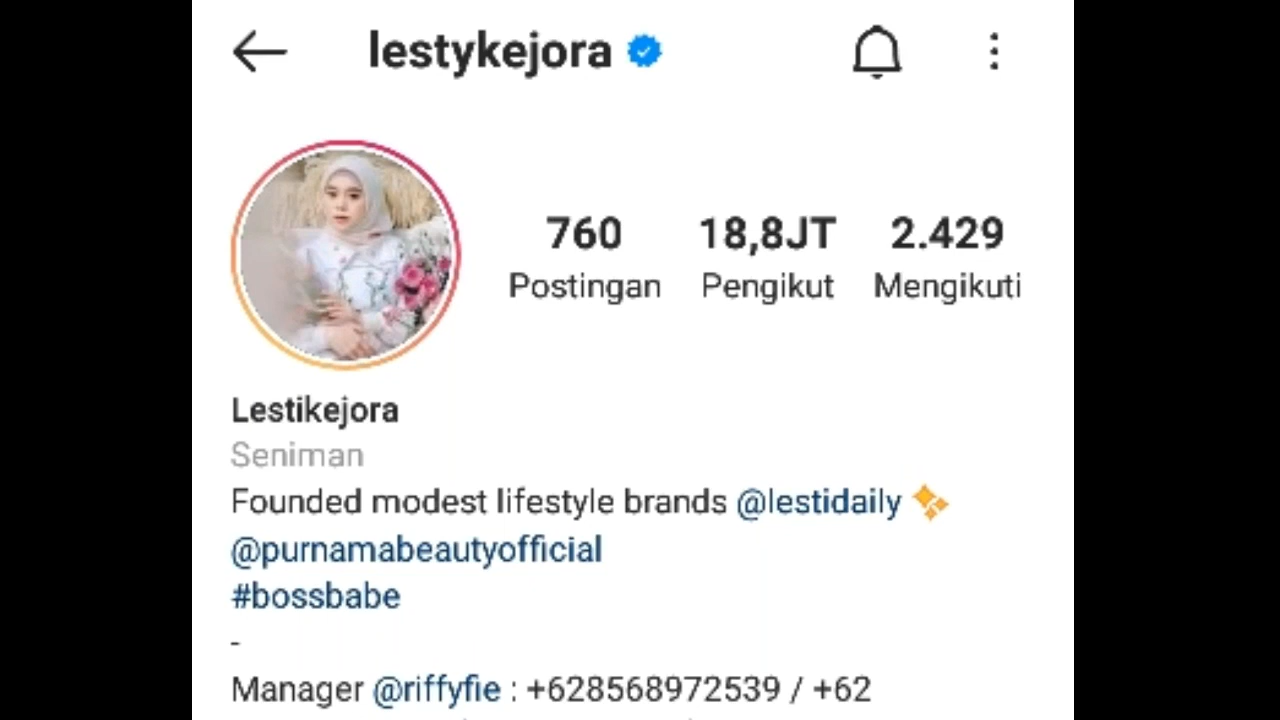 lestykejora
760 18,8JT 2.429
Postingan Pengikut Mengikuti
Lestikejora
Seniman
Founded modest lifestyle brands @lestidaily ✨
@purnamabeautyofficial
#bossbabe
-
Manager @riffyfie : +628568972539 / +62